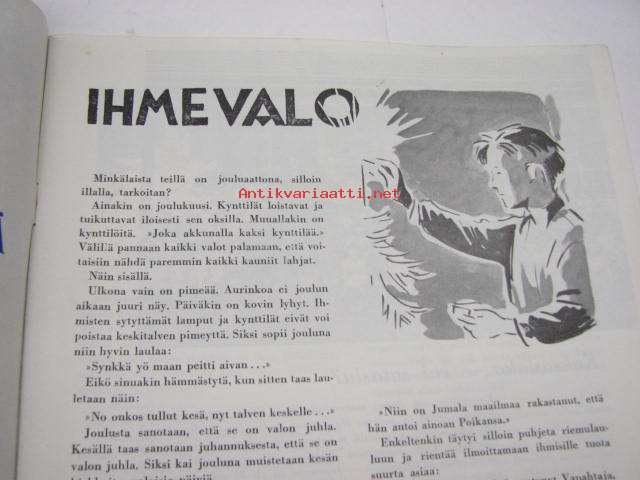 IHMEVALO
Minkälaista teillä on jouluaattona, silloin
illalla, tarkoitan?
Ainakin on joulukuusi. Kynttilät loistavat ja
tuikuttavat iloisesti sen oksilla. Muuallakin on
kynttilöitä. »Joka akkunalla kaksi kynttilää.»
Välillä pannaan kaikki valot palamaan, että voi-
taisiin nähdä paremmin kaikki kauniit lahjat.
Näin sisällä.
Ulkona vain on pimeää. Aurinkoa ei joulun
aikaan juuri näy. Päiväkin on kovin lyhyt. Ih-
misten sytyttämät lamput ja kynttilät eivät voi
poistaa keskitalven pimeyttä. Siksi sopii jouluna
niin hyvin laulaa:
»Synkkä yö maan peitti aivan . . .»
Eikö sinuakin hämmästytä, kun sitten taas lau-
letaan näin:
»No onkos tullut kesä, nyt talven keskelle . . .»
Joulusta sanotaan, että se on valon juhla.
Kesällä taas sanotaan juhannuksesta, että se on
valon juhla. Siksi kai jouluna muistetaan kesän
»Niin on Jumala maailmaa rakastanut, että
hän antoi ainoan Poikansa.»
Enkeltenkin täytyi silloin puhjeta riemulau-
luun ja rientää ilmoittamaan ihmisille tuota
suurta asiaa:
Vapahtaja,
Antikvariaatti.net